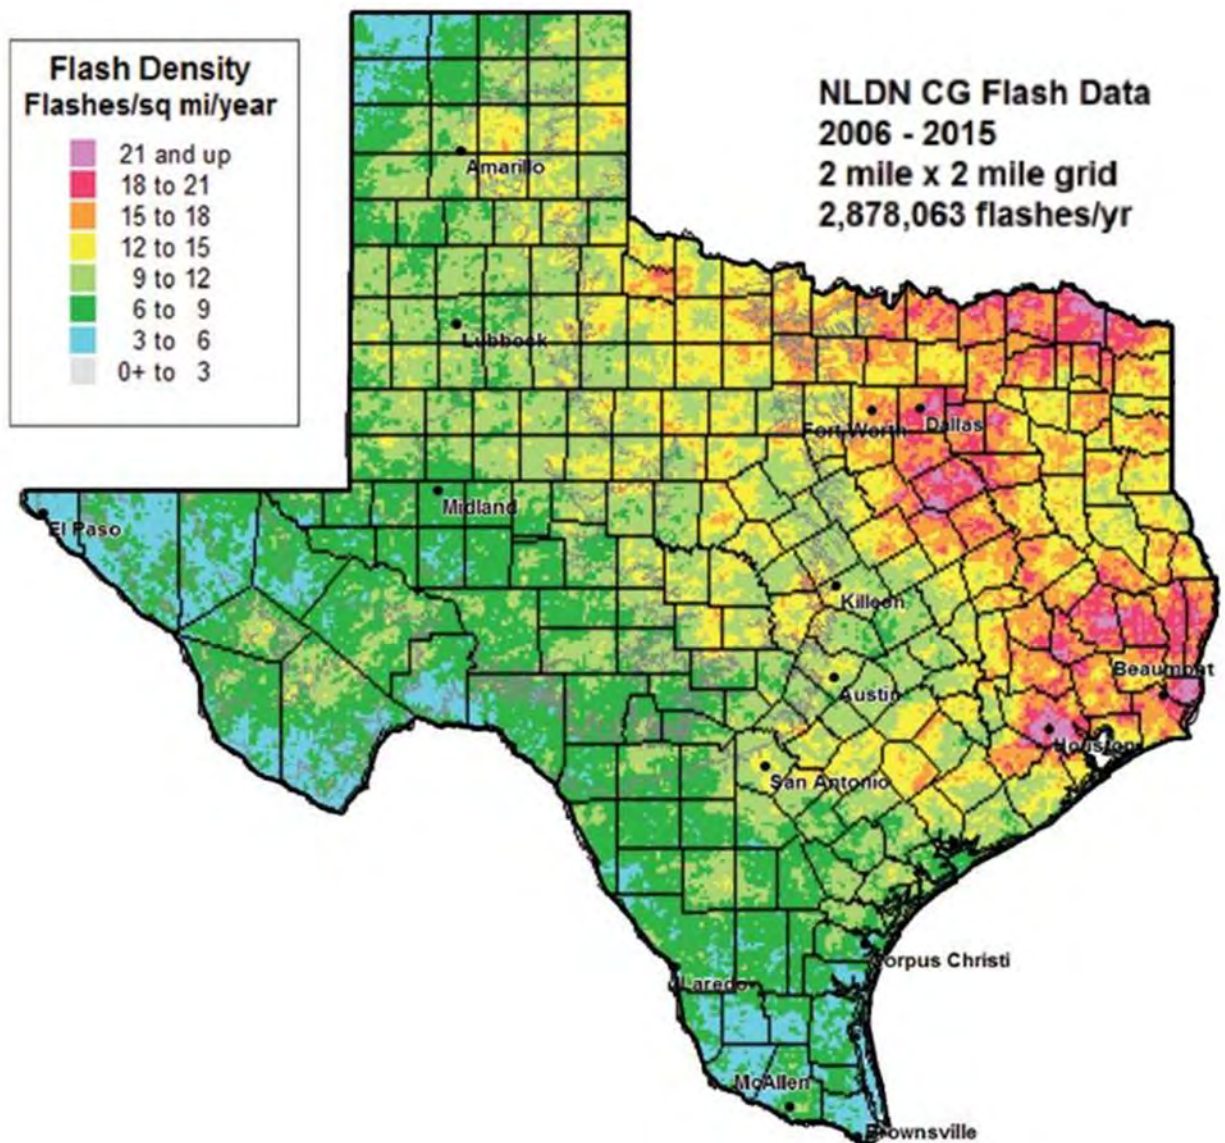 Flash Density
Flashes/sq mi/year
21 and up
18 to 21
15 to 18
12 to 15
9 to 12
6 to 9
3 to 6
0+ to 3
NLDN CG Flash Data
2006 - 2015
2 mile x 2 mile grid
2,878,063 flashes/yr
Amarillo
Lubbock
Fort Worth
Dallas
Midland
El Paso
Killeen
Beaumont
Austin
Houston
San Antonio
Corpus Christi
Laredo
McAllen
Brownsville